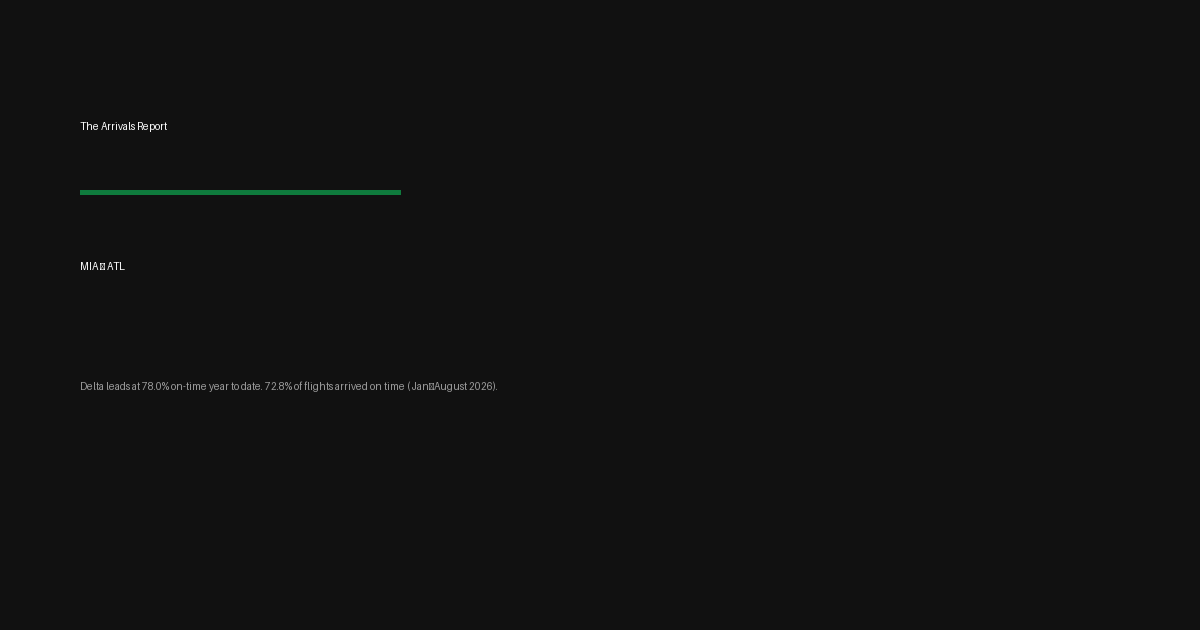 The Arrivals Report
MIA▯ATL
Delta leads at 78.0% on-time year to date. 72.8% of flights arrived on time (Jan▯August 2026).